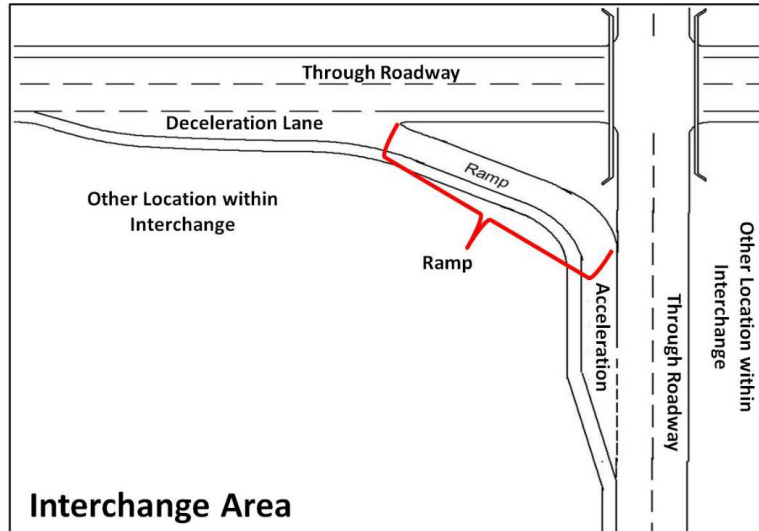 Through Roadway
Deceleration Lane
Ramp
Other Location within
Interchange
Ramp
Acceleration
Through Roadway
Other Location within
Interchange
Interchange Area